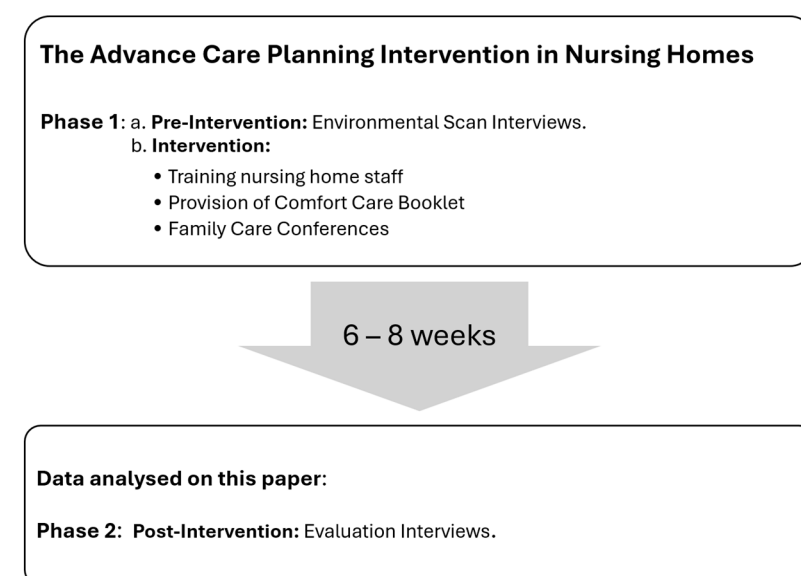 The Advance Care Planning Intervention in Nursing Homes
Phase 1: a. Pre-Intervention: Environmental Scan Interviews.
b. Intervention:
• Training nursing home staff
• Provision of Comfort Care Booklet
• Family Care Conferences
6 – 8 weeks
Data analysed on this paper:
Phase 2: Post-Intervention: Evaluation Interviews.